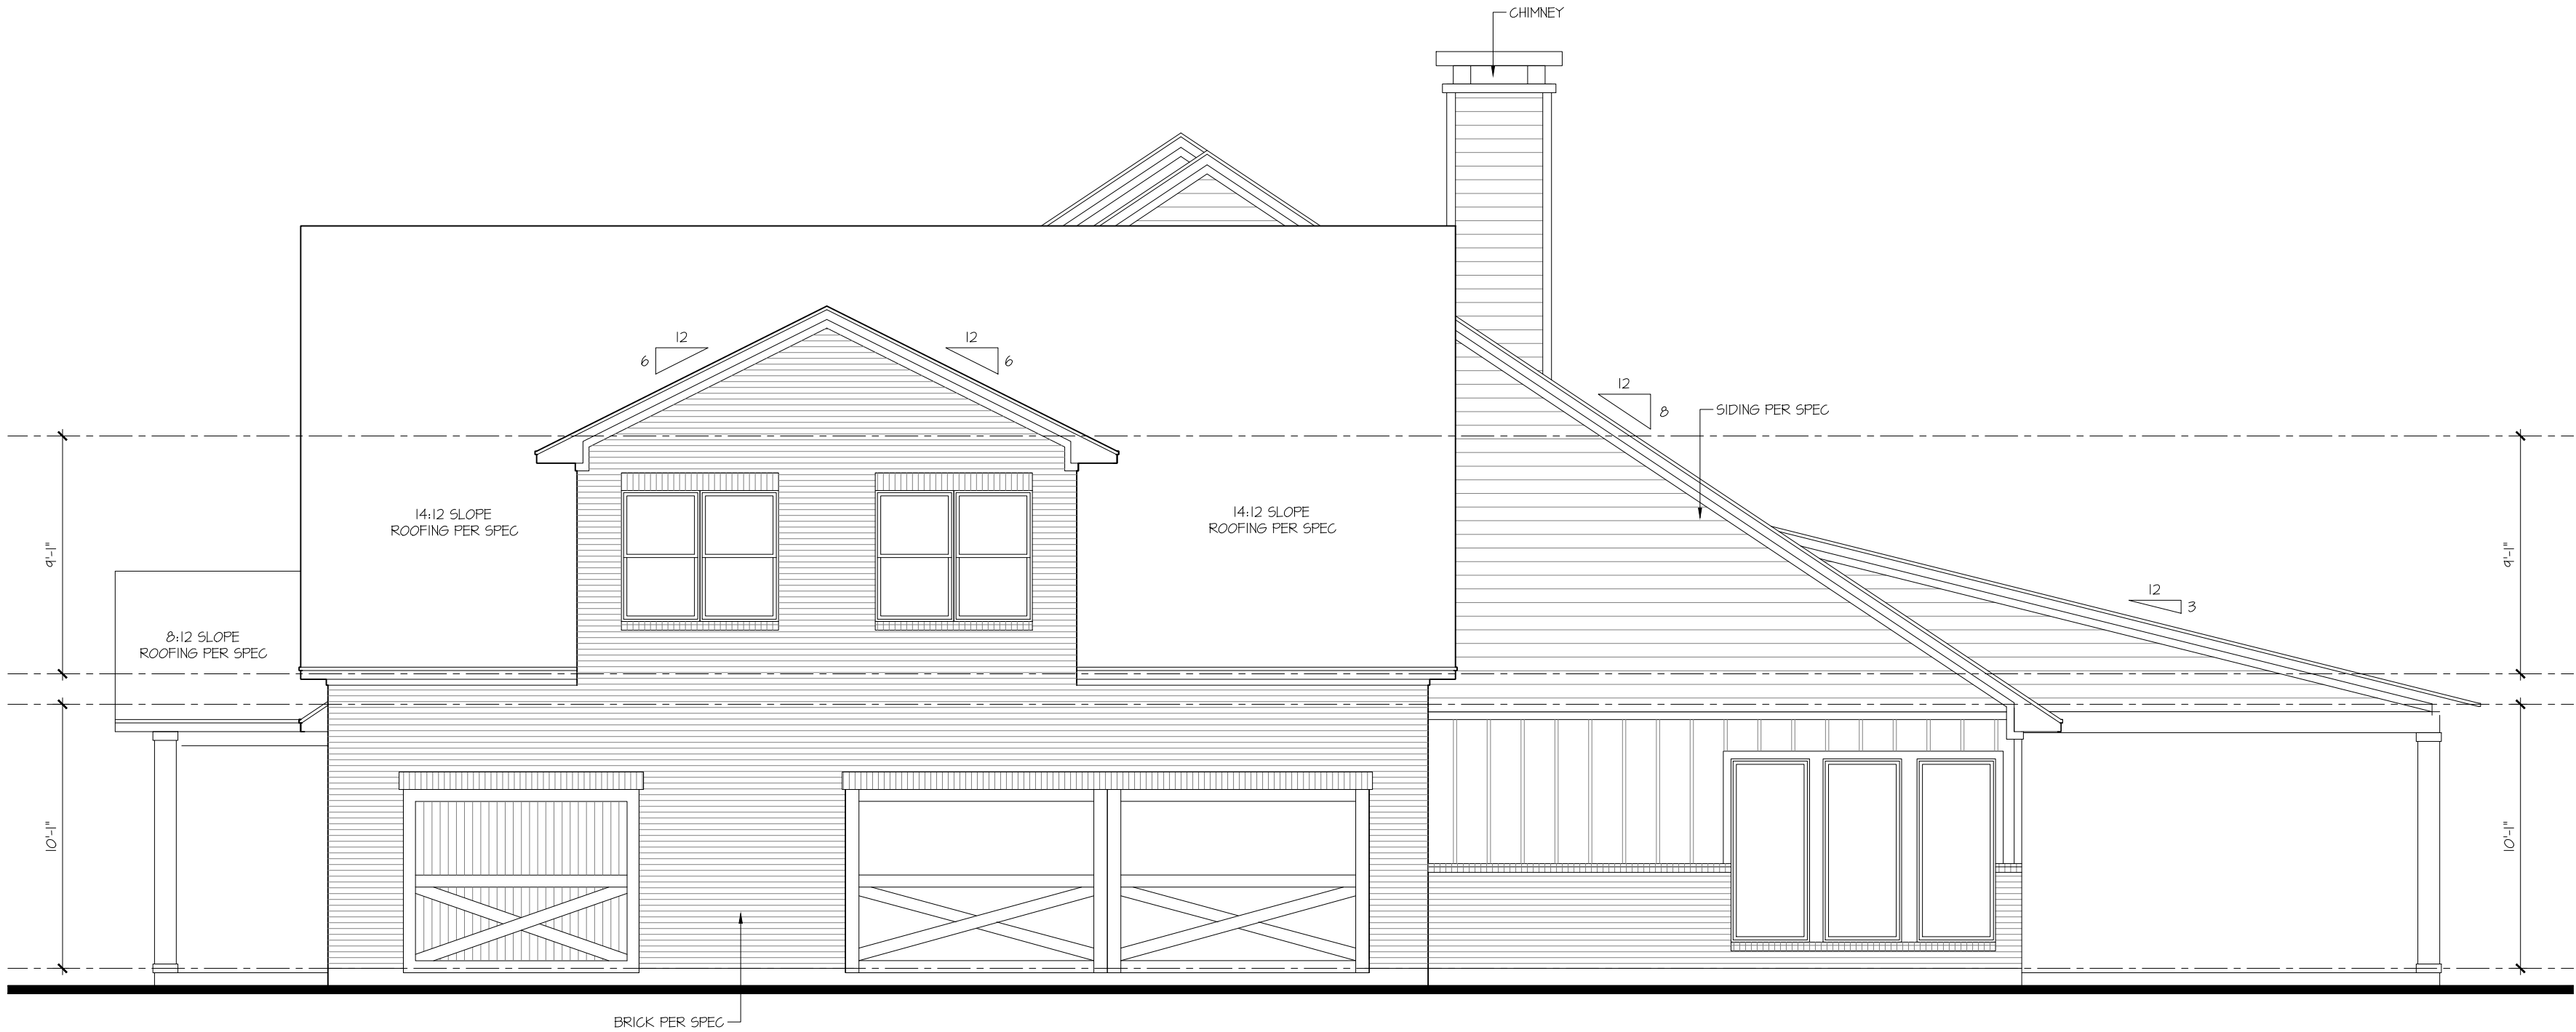 CHIMNEY
12
6
12
6
12
8
SIDING PER SPEC
14:12 SLOPE
ROOFING PER SPEC
14:12 SLOPE
ROOFING PER SPEC
9'-1"
9'-1"
12
3
8:12 SLOPE
ROOFING PER SPEC
10'-1"
10'-1"
BRICK PER SPEC